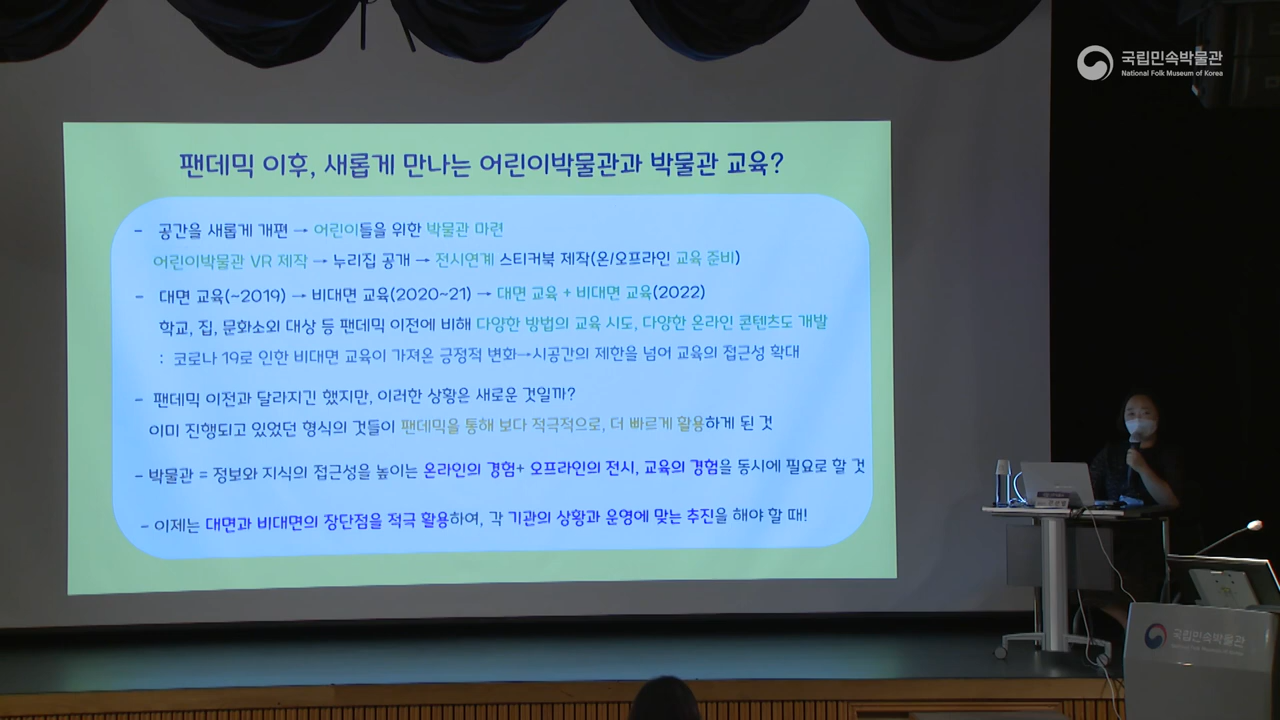 국립민속박물관
National Folk Museum of Korea
팬데믹 이후, 새롭게 만나는 어린이박물관과 박물관 교육?
- 공간을 새롭게 개편 → 어린이들을 위한 박물관 마련
어린이박물관 VR 제작 → 누리집 공개 → 전시연계 스티커북 제작(온/오프라인 교육 준비)
- 대면 교육(~2019) → 비대면 교육(2020~21) → 대면 교육 + 비대면 교육(2022)
학교, 집, 문화소외 대상 등 팬데믹 이전에 비해 다양한 방법의 교육 시도, 다양한 온라인 콘텐츠도 개발
: 코로나 19로 인한 비대면 교육이 가져온 긍정적 변화→시공간의 제한을 넘어 교육의 접근성 확대
- 팬데믹 이전과 달라지긴 했지만, 이러한 상황은 새로운 것일까?
이미 진행되고 있었던 형식의 것들이 팬데믹을 통해 보다 적극적으로, 더 빠르게 활용하게 된 것
- 박물관 = 정보와 지식의 접근성을 높이는 온라인의 경험+ 오프라인의 전시, 교육의 경험을 동시에 필요로 할 것
- 이제는 대면과 비대면의 장단점을 적극 활용하여, 각 기관의 상황과 운영에 맞는 추진을 해야 할 때!
국립민속박물관
National Folk Museum of Korea